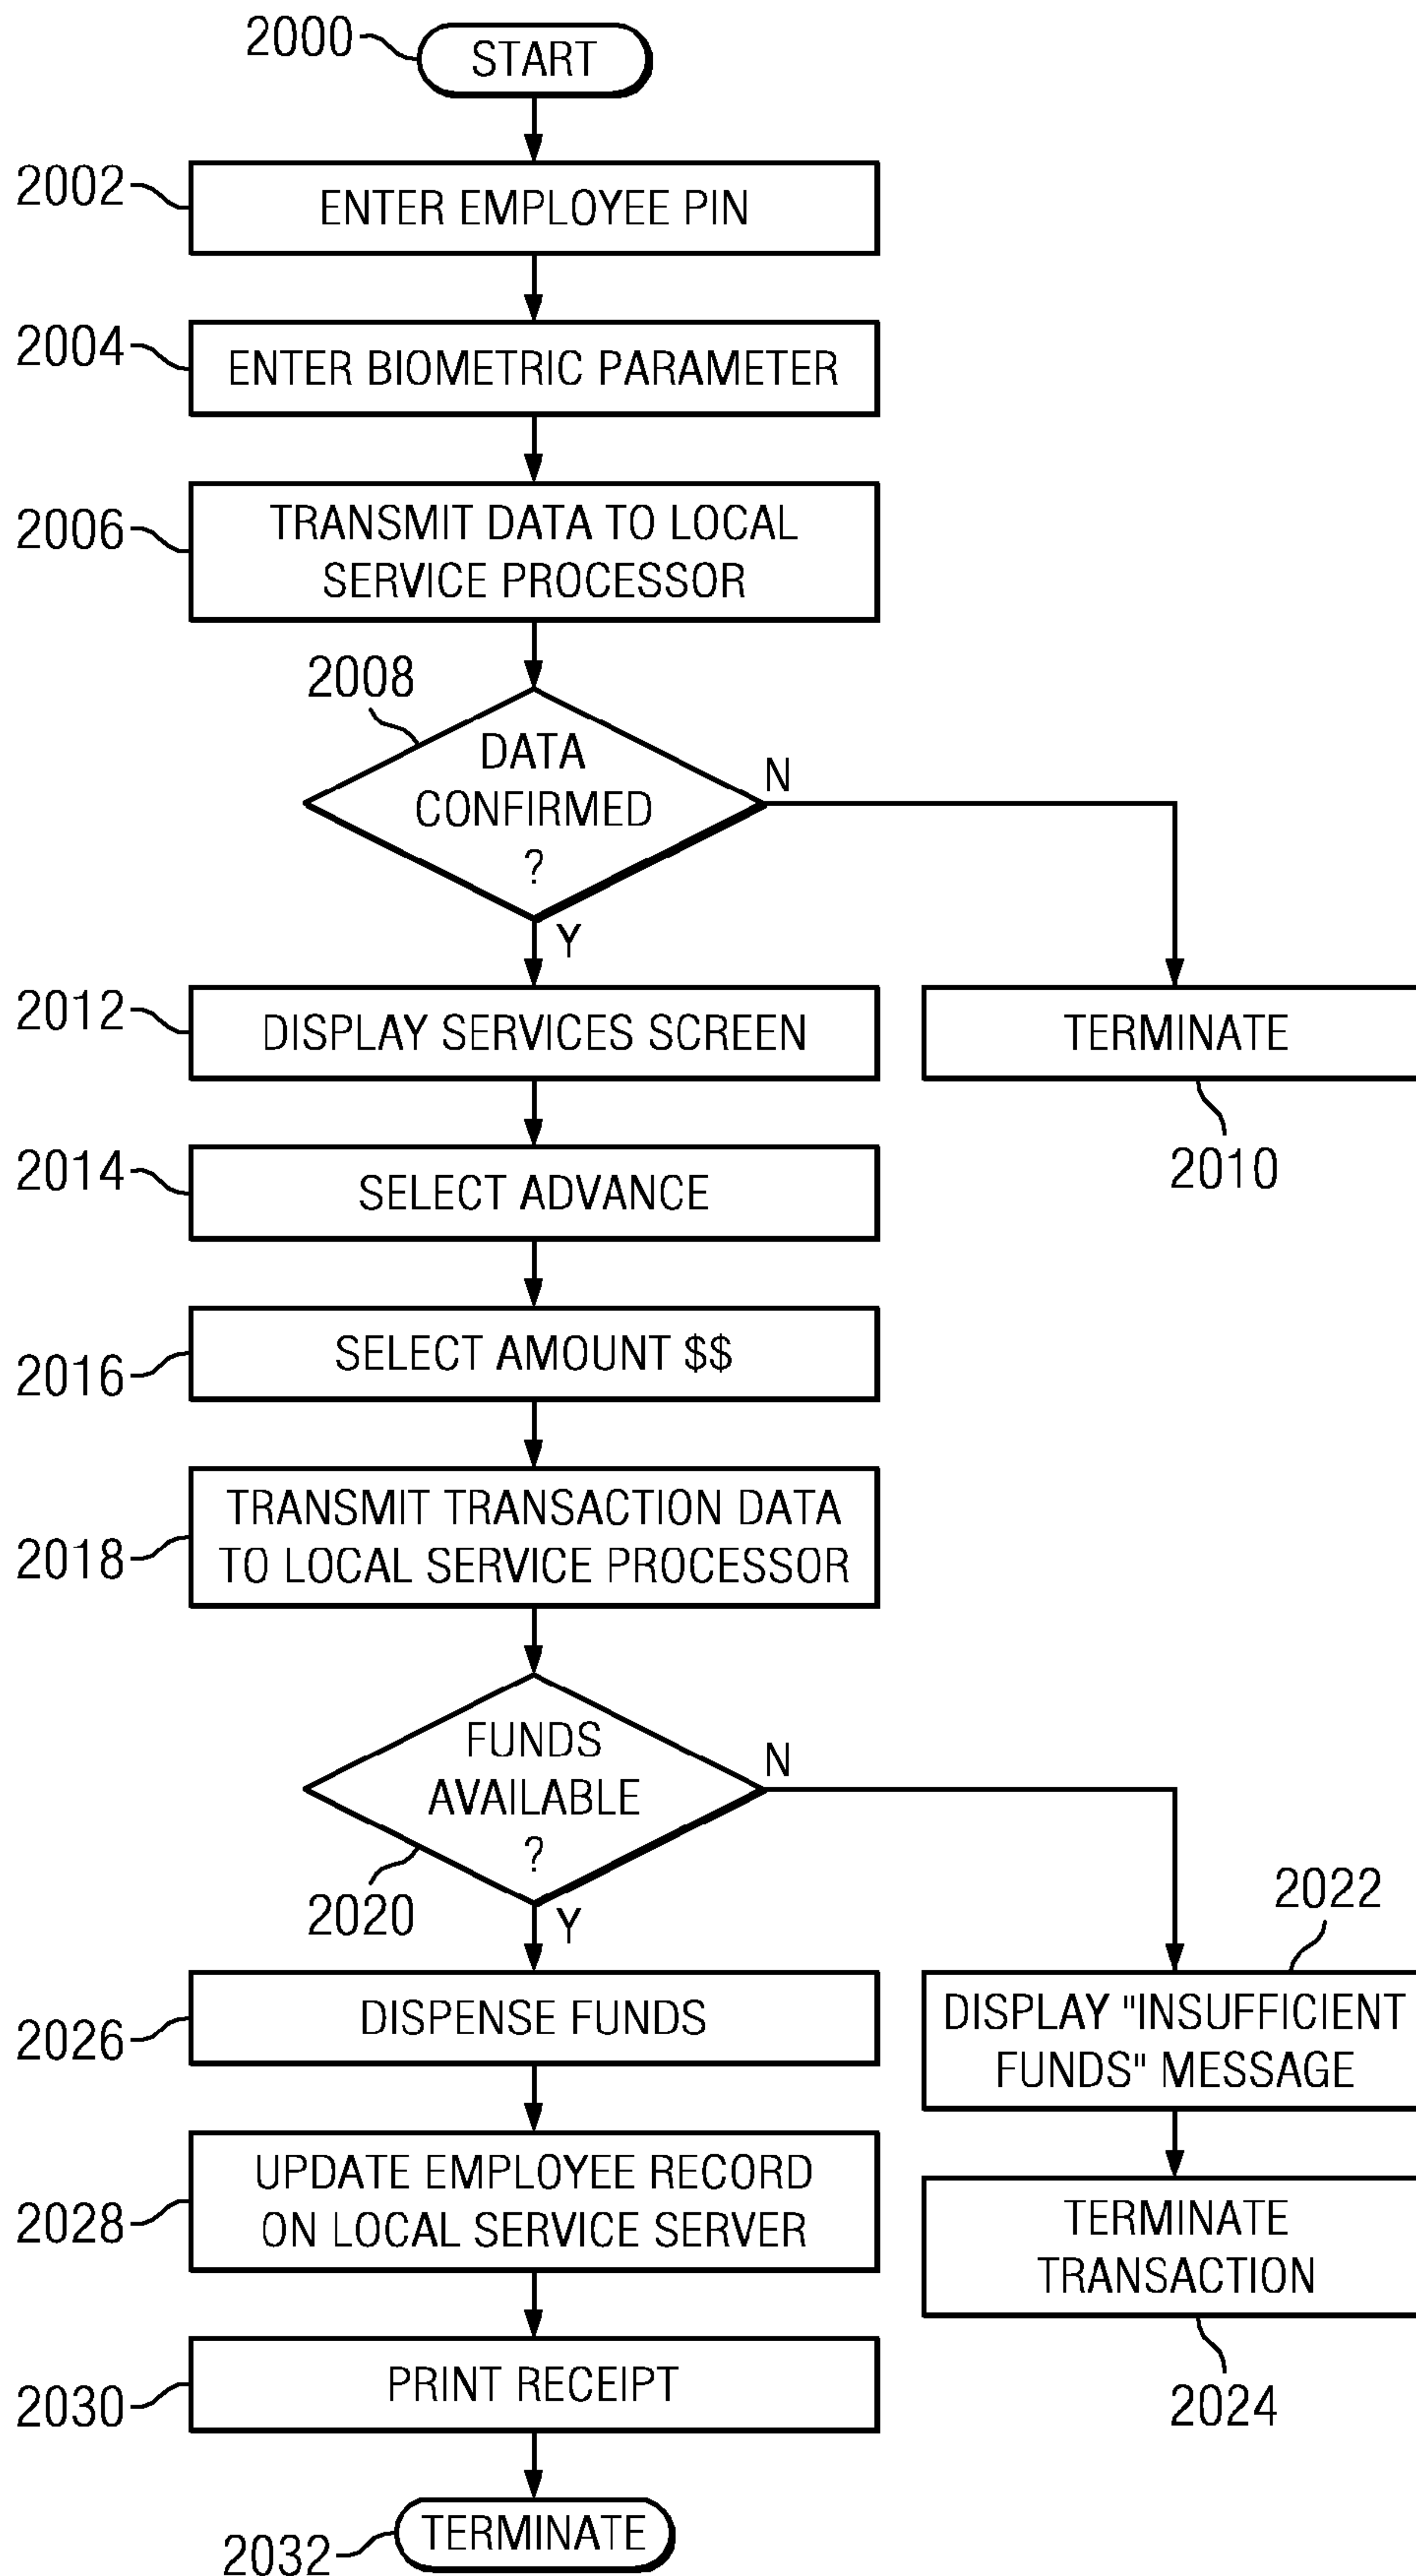 2000
START
2002
ENTER EMPLOYEE PIN
2004
ENTER BIOMETRIC PARAMETER
2006
TRANSMIT DATA TO LOCAL
SERVICE PROCESSOR
2008
DATA
CONFIRMED
?
N
Y
2012
DISPLAY SERVICES SCREEN
TERMINATE
2010
2014
SELECT ADVANCE
2016
SELECT AMOUNT $$
2018
TRANSMIT TRANSACTION DATA
TO LOCAL SERVICE PROCESSOR
FUNDS
AVAILABLE
?
N
2020
Y
2022
2026
DISPENSE FUNDS
DISPLAY "INSUFFICIENT
FUNDS" MESSAGE
2028
UPDATE EMPLOYEE RECORD
ON LOCAL SERVICE SERVER
TERMINATE
TRANSACTION
2024
2030
PRINT RECEIPT
2032
TERMINATE